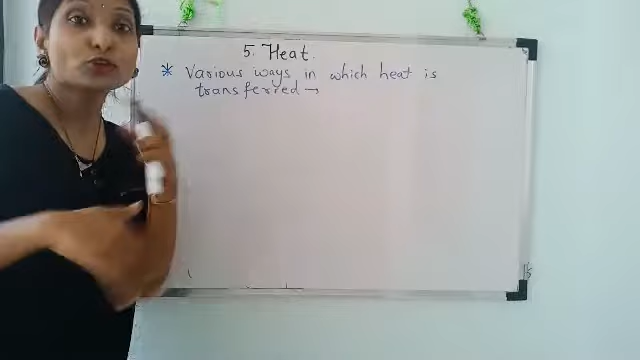 5. Heat.
* Various ways in which heat is
transferred →